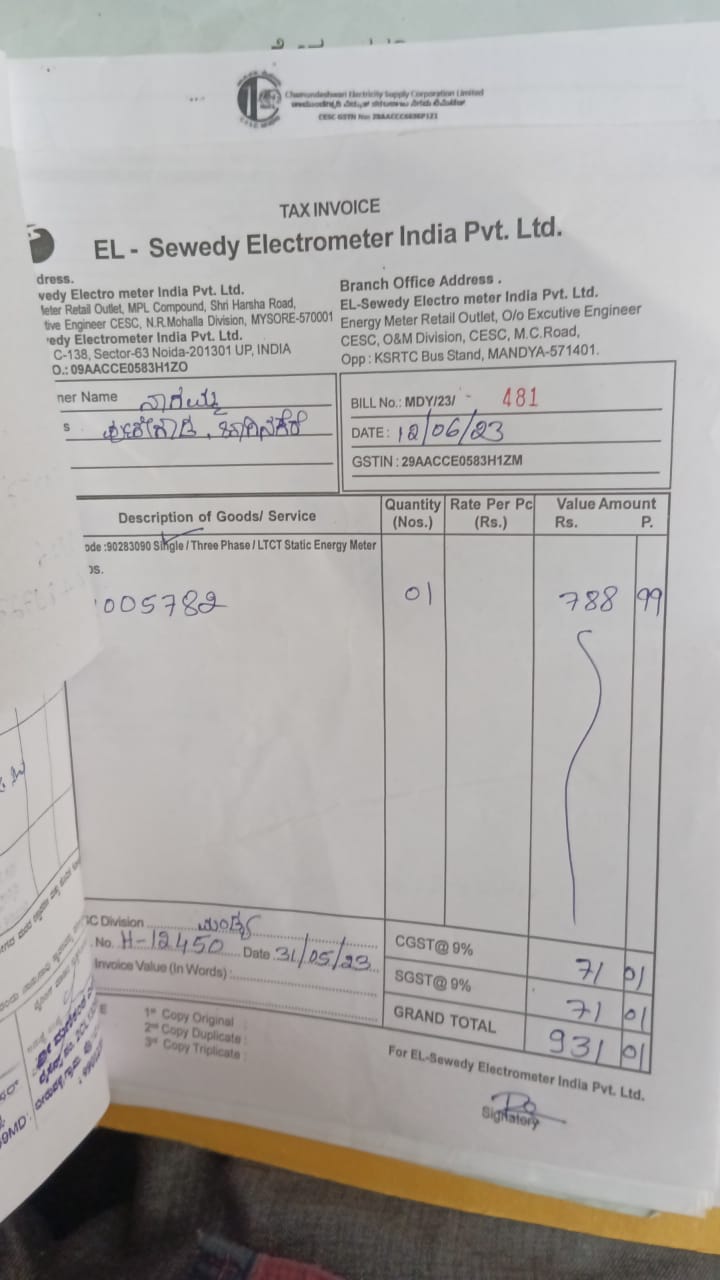 Chamundeshwari Electricity Supply Corporation Limited
CESC GSTN No:
TAX INVOICE
EL - Sewedy Electrometer India Pvt. Ltd.
dress.
vedy Electro meter India Pvt. Ltd.
Meter Retail Outlet, MPL Compound, Shri Harsha Road,
tive Engineer CESC, N.R.Mohalla Division, MYSORE-570001
edy Electrometer India Pvt. Ltd.
C-138, Sector-63 Noida-201301 UP, INDIA
O.: 09AACCE0583H1ZO
Branch Office Address .
EL-Sewedy Electro meter India Pvt. Ltd.
Energy Meter Retail Outlet, O/o Excutive Engineer
CESC, O&M Division, CESC, M.C.Road,
Opp : KSRTC Bus Stand, MANDYA-571401.
ner Name
s
BILL No.: MDY/23/ - 481
DATE : 12/06/23
GSTIN : 29AACCE0583H1ZM
Description of Goods/ Service Quantity (Nos.) Rate Per Pc (Rs.) Value Amount Rs. P.
ode :90283090 Single / Three Phase / LTCT Static Energy Meter
os.
005782 01 788 99
SC Division ಮಂಡ್ಯ
No. H-12450 Date 31/05/23
Invoice Value (In Words) :
CGST@ 9% 71 01
SGST@ 9% 71 01
GRAND TOTAL 931 01
1st Copy Original :
2nd Copy Duplicate :
3rd Copy Triplicate :
For EL-Sewedy Electrometer India Pvt. Ltd.
Signatory